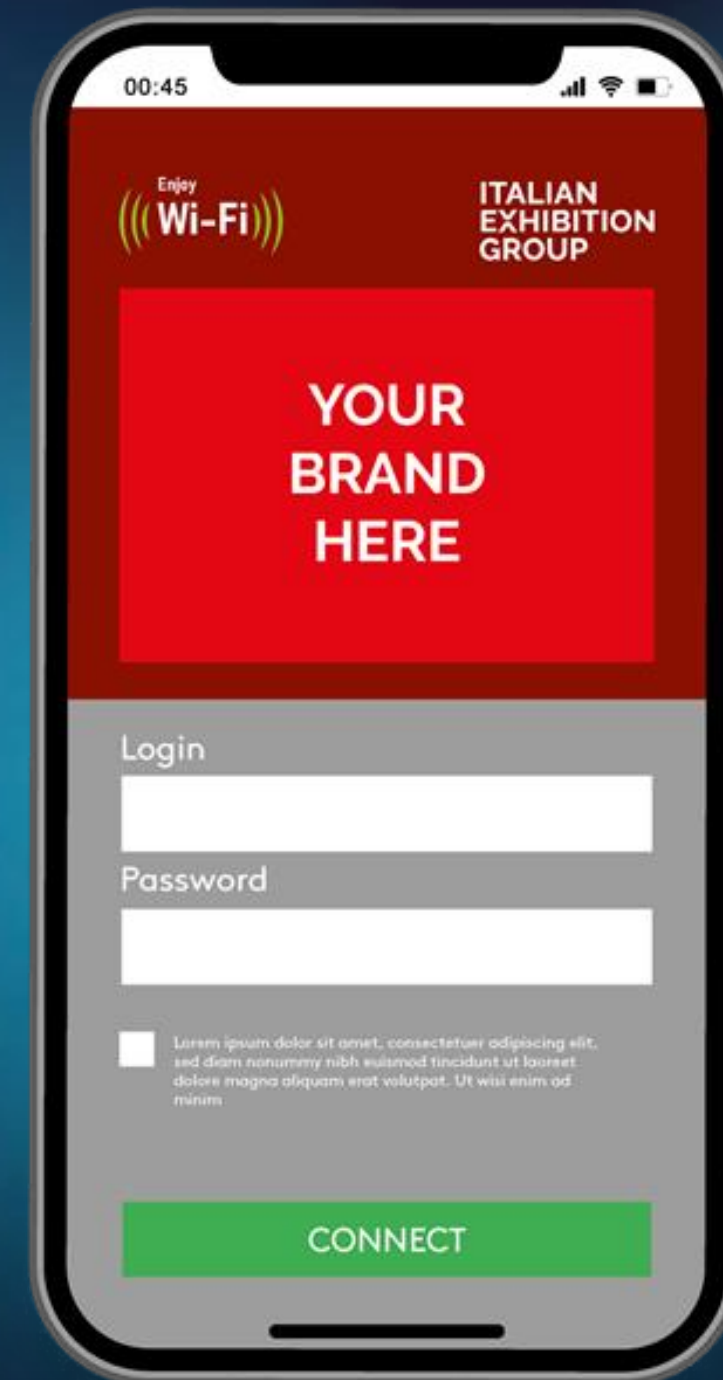 00:45
Enjoy
Wi-Fi
ITALIAN
EXHIBITION
GROUP
YOUR
BRAND
HERE
Login
Password
Lorem ipsum dolor sit amet, consectetuer adipiscing elit,
sed diam nonummy nibh euismod tincidunt ut laoreet
dolore magna aliquam erat volutpat. Ut wisi enim ad
minim
CONNECT